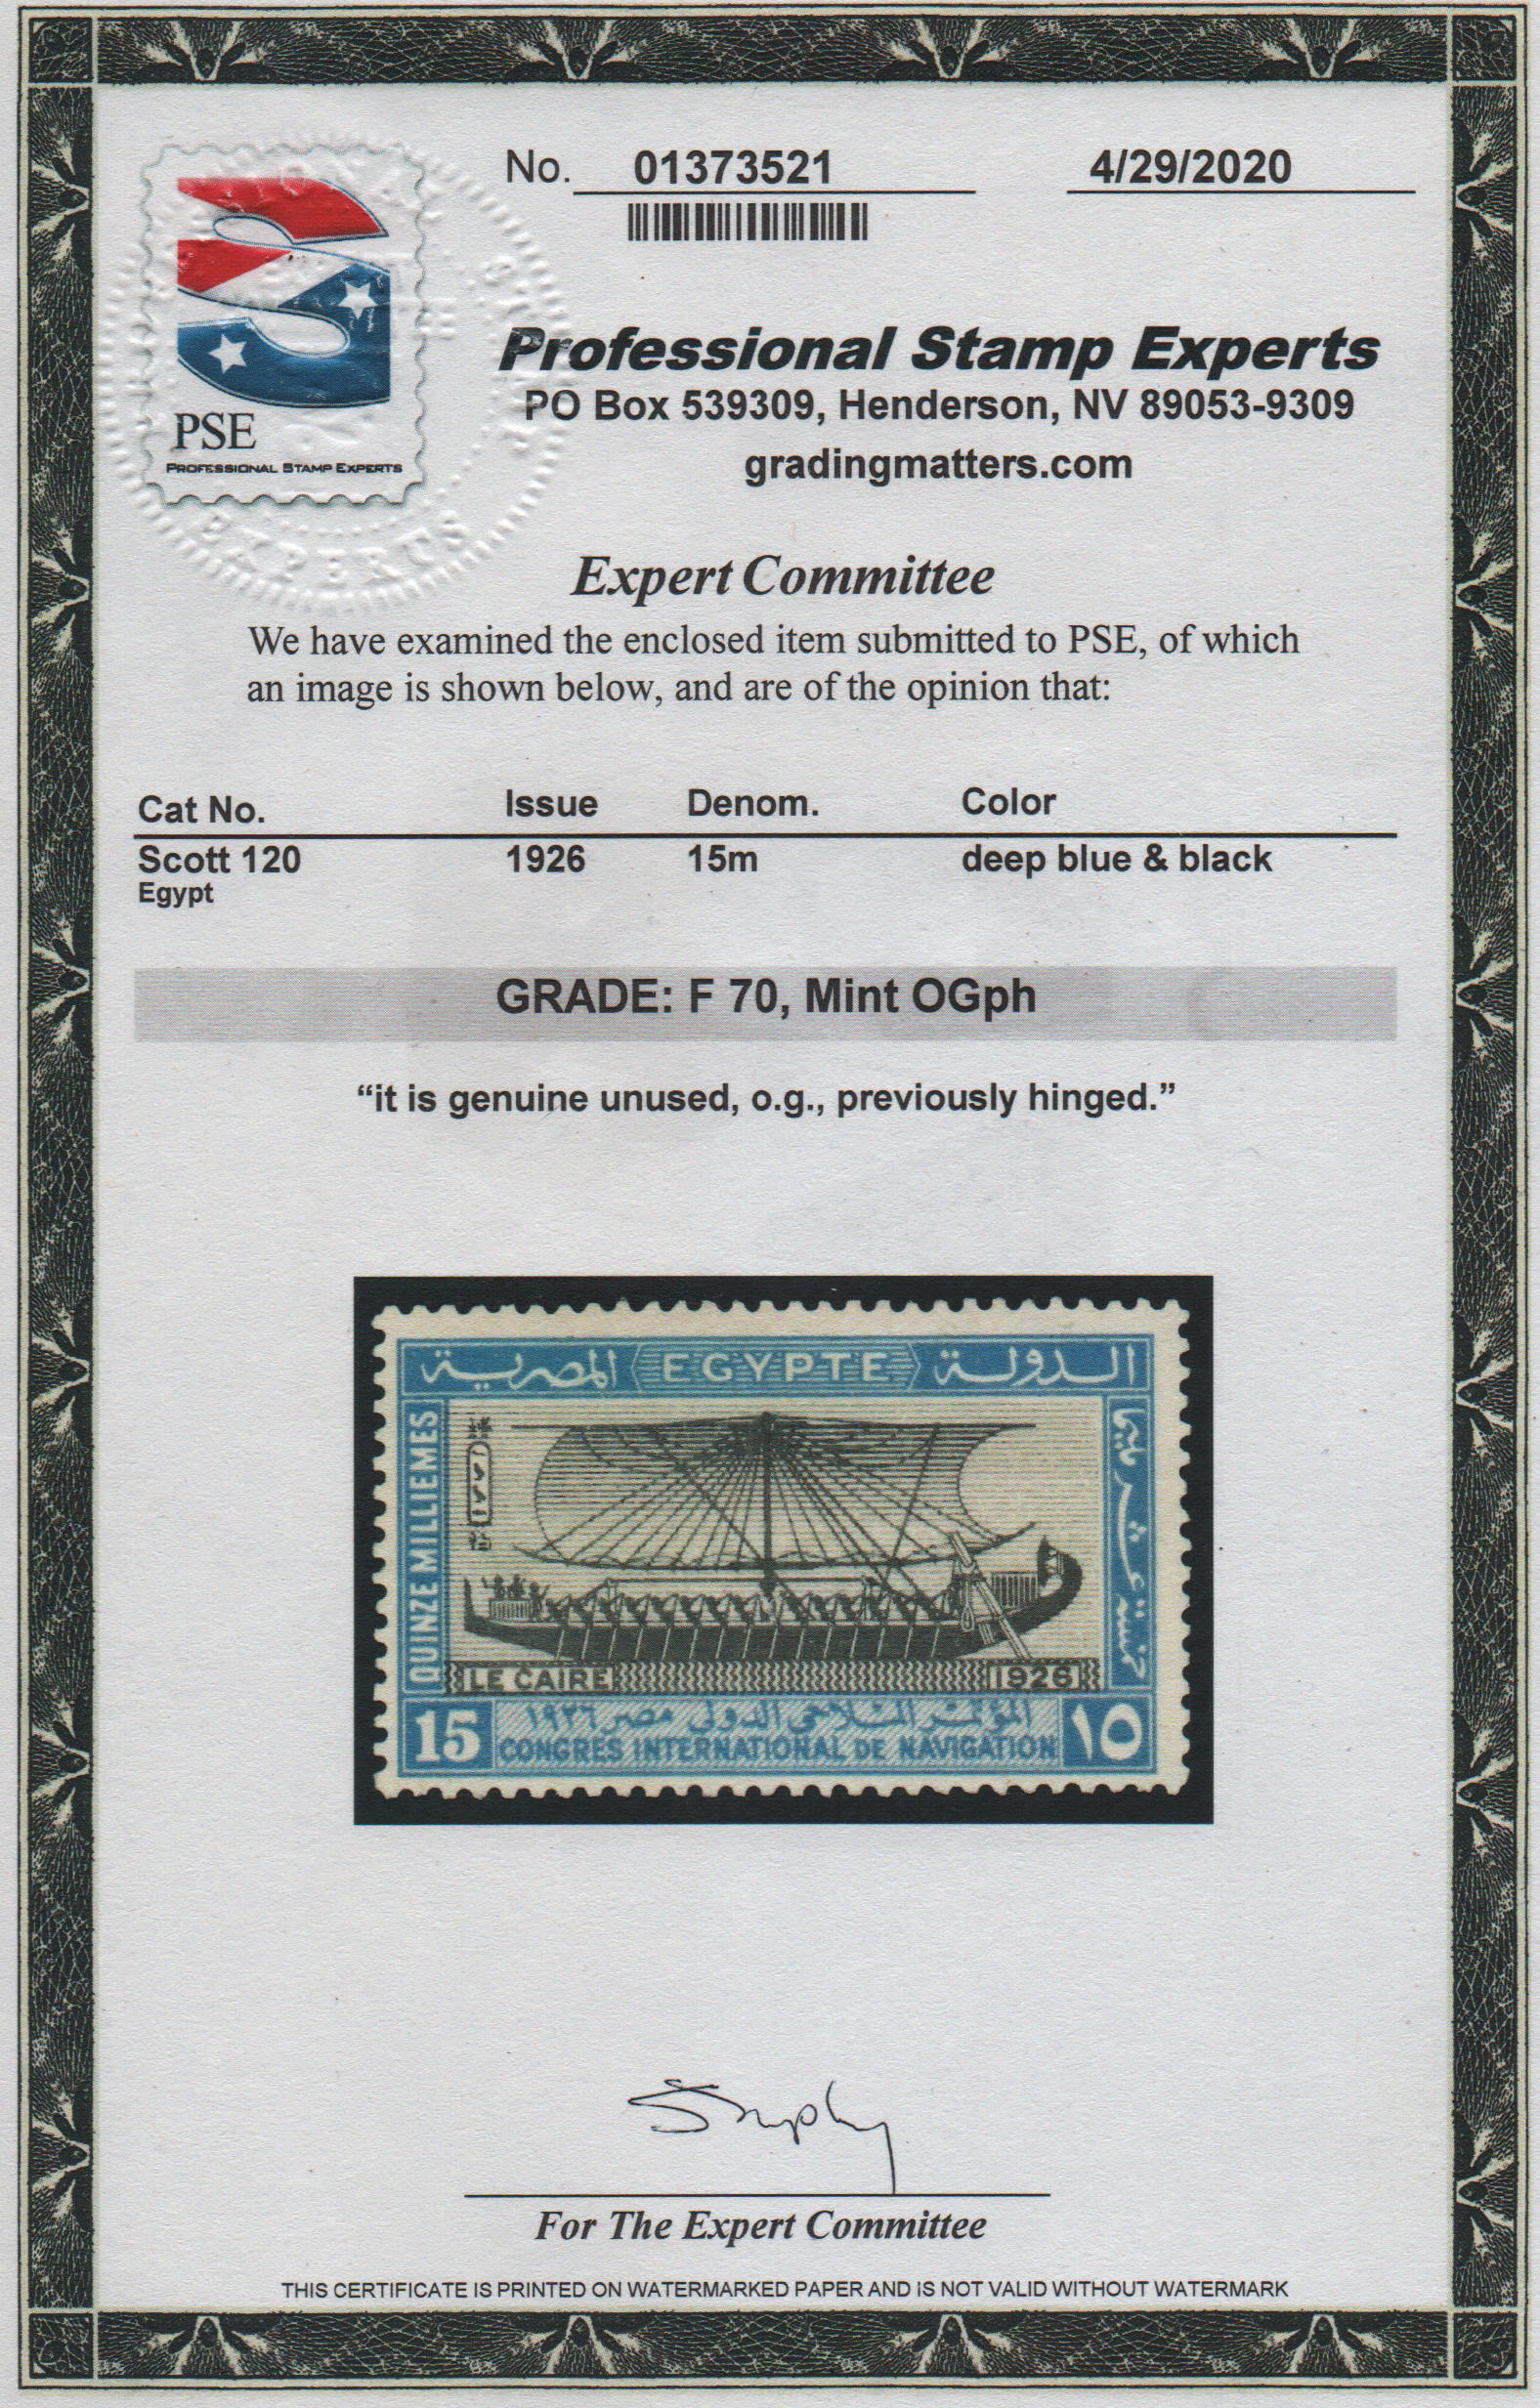 No. 01373521 4/29/2020
PSE
PROFESSIONAL STAMP EXPERTS
EXPERTS
Professional Stamp Experts
PO Box 539309, Henderson, NV 89053-9309
gradingmatters.com
Expert Committee
We have examined the enclosed item submitted to PSE, of which
an image is shown below, and are of the opinion that:
Cat No. Issue Denom. Color
Scott 120 1926 15m deep blue & black
Egypt
GRADE: F 70, Mint OGph
“it is genuine unused, o.g., previously hinged.”
الدولة EGYPTE المصرية
QUINZE MILLIEMES
خمسة عشر مليما
LE CAIRE 1926
المؤتمر الملاحى الدولى مصر ١٩٢٦
15 CONGRÈS INTERNATIONAL DE NAVIGATION ١٥
For The Expert Committee
THIS CERTIFICATE IS PRINTED ON WATERMARKED PAPER AND IS NOT VALID WITHOUT WATERMARK